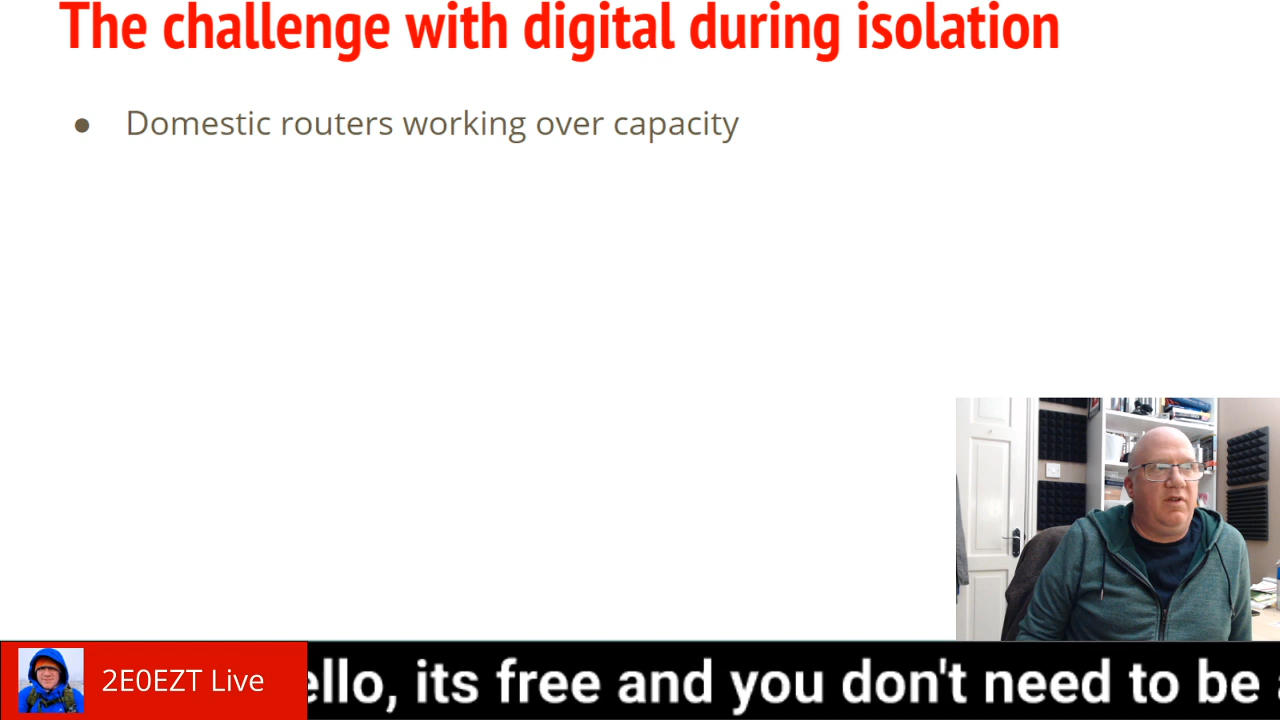 The challenge with digital during isolation
● Domestic routers working over capacity
2E0EZT Live
ello, its free and you don't need to be